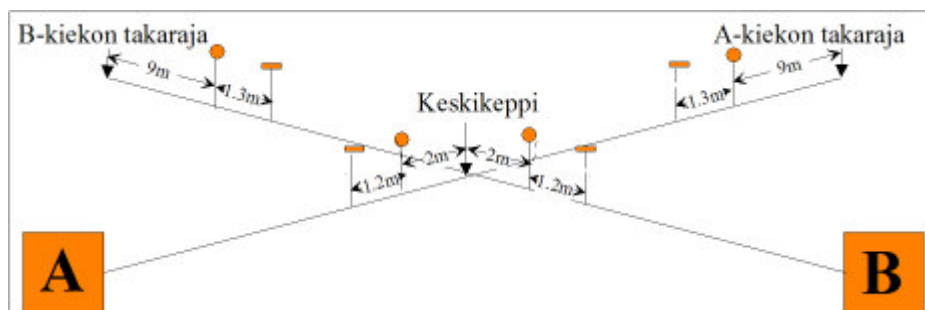 B-kiekon takaraja
A-kiekon takaraja
9m
1.3m
Keskikeppi
1.3m
9m
2m
2m
1.2m
1.2m
A
B